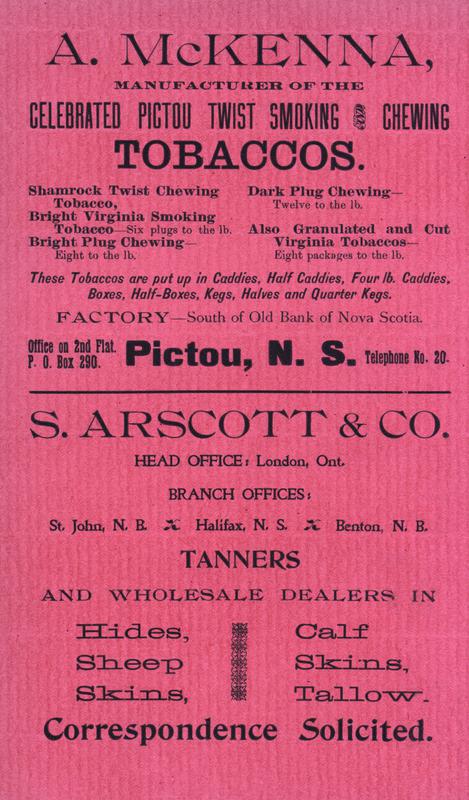 A. McKENNA,
MANUFACTURER OF THE
CELEBRATED PICTOU TWIST SMOKING AND CHEWING
TOBACCOS.
Shamrock Twist Chewing
Tobacco,
Bright Virginia Smoking
Tobacco—Six plugs to the lb.
Bright Plug Chewing—
Eight to the lb.
Dark Plug Chewing—
Twelve to the lb.
Also Granulated and Cut
Virginia Tobaccos—
Eight packages to the lb.
These Tobaccos are put up in Caddies, Half Caddies, Four lb. Caddies,
Boxes, Half-Boxes, Kegs, Halves and Quarter Kegs.
FACTORY—South of Old Bank of Nova Scotia.
Office on 2nd Flat.
P. O. Box 290.
Pictou, N. S.
Telephone No. 20.
S. ARSCOTT & CO.
HEAD OFFICE: London, Ont.
BRANCH OFFICES:
St. John, N. B. Halifax, N. S. Benton, N. B.
TANNERS
AND WHOLESALE DEALERS IN
Hides,
Sheep
Skins,
Calf
Skins,
Tallow.
Correspondence Solicited.